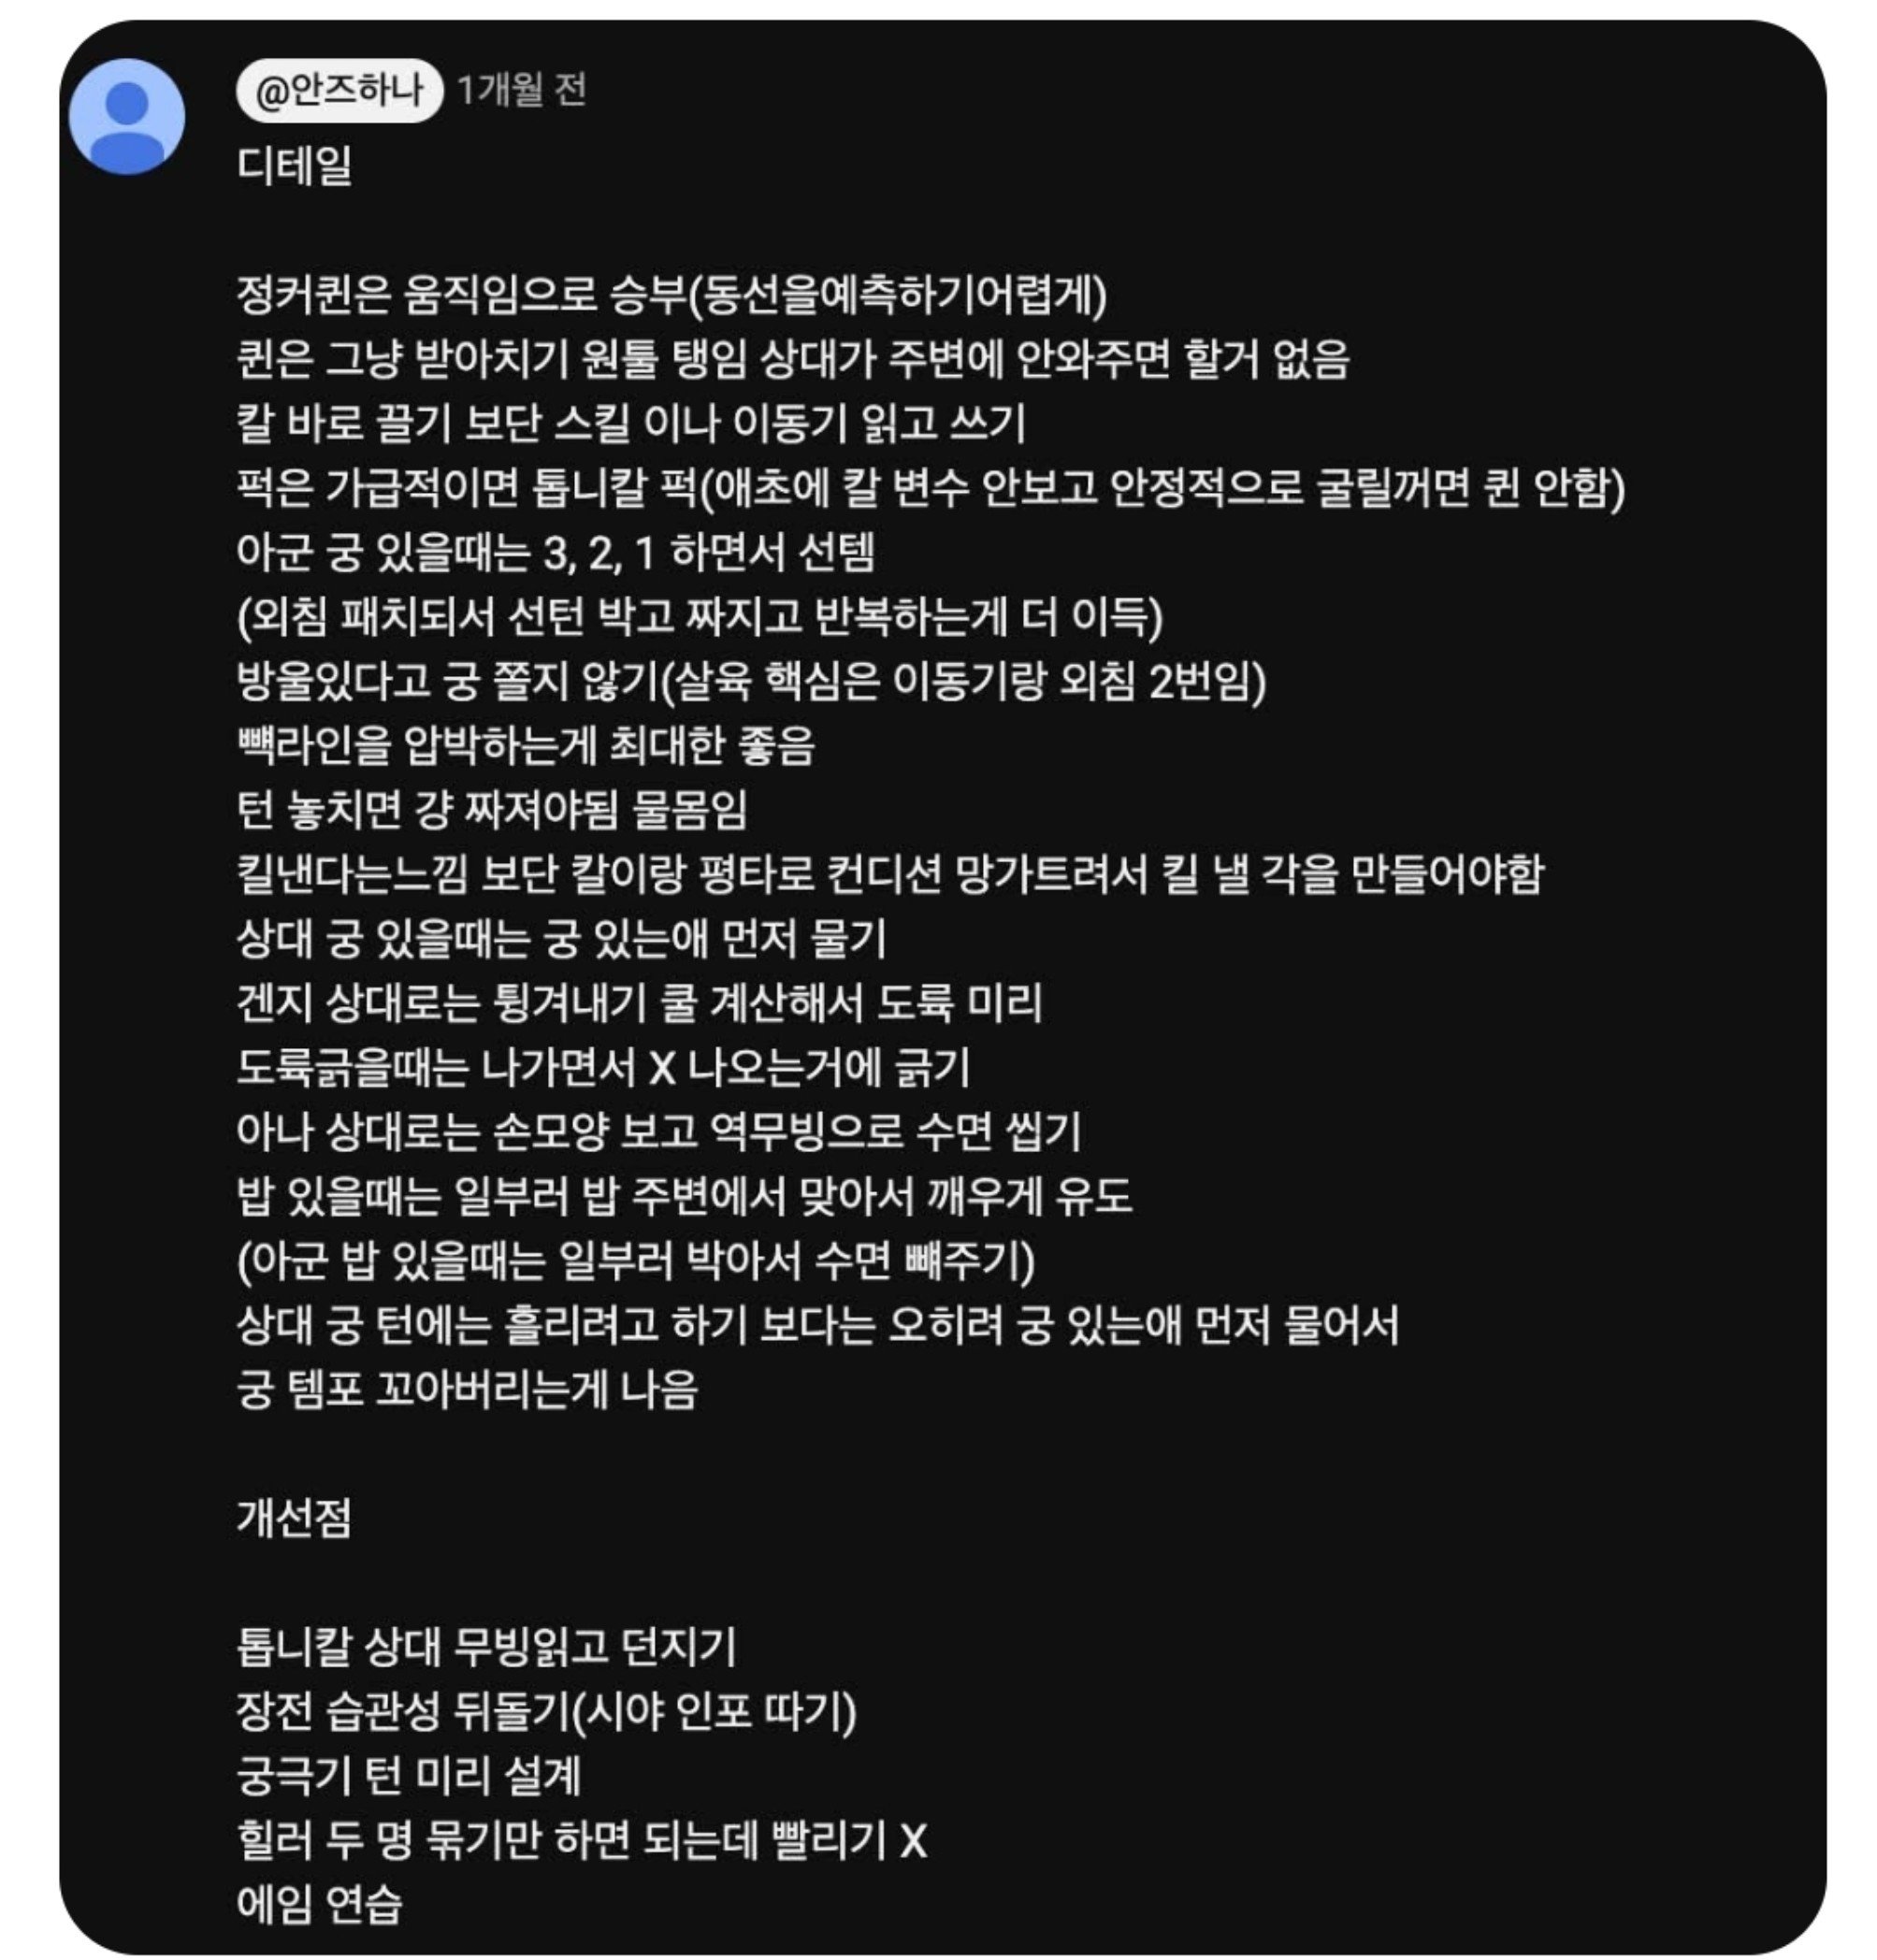 @안즈하나 1개월 전
디테일
정커퀸은 움직임으로 승부(동선을예측하기어렵게)
퀸은 그냥 받아치기 원툴 탱임 상대가 주변에 안와주면 할거 없음
칼 바로 끌기 보단 스킬 이나 이동기 읽고 쓰기
퍽은 가급적이면 톱니칼 퍽(애초에 칼 변수 안보고 안정적으로 굴릴꺼면 퀸 안함)
아군 궁 있을때는 3, 2, 1 하면서 선템
(외침 패치되서 선턴 박고 짜지고 반복하는게 더 이득)
방울있다고 궁 쫄지 않기(살육 핵심은 이동기랑 외침 2번임)
빽라인을 압박하는게 최대한 좋음
턴 놓치면 걍 짜져야됨 물몸임
킬낸다는느낌 보단 칼이랑 평타로 컨디션 망가트려서 킬 낼 각을 만들어야함
상대 궁 있을때는 궁 있는애 먼저 물기
겐지 상대로는 튕겨내기 쿨 계산해서 도륙 미리
도륙긁을때는 나가면서 X 나오는거에 긁기
아나 상대로는 손모양 보고 역무빙으로 수면 씹기
밥 있을때는 일부러 밥 주변에서 맞아서 깨우게 유도
(아군 밥 있을때는 일부러 박아서 수면 빼주기)
상대 궁 턴에는 흘리려고 하기 보다는 오히려 궁 있는애 먼저 물어서
궁 템포 꼬아버리는게 나음
개선점
톱니칼 상대 무빙읽고 던지기
장전 습관성 뒤돌기(시야 인포 따기)
궁극기 턴 미리 설계
힐러 두 명 묶기만 하면 되는데 빨리기 X
에임 연습